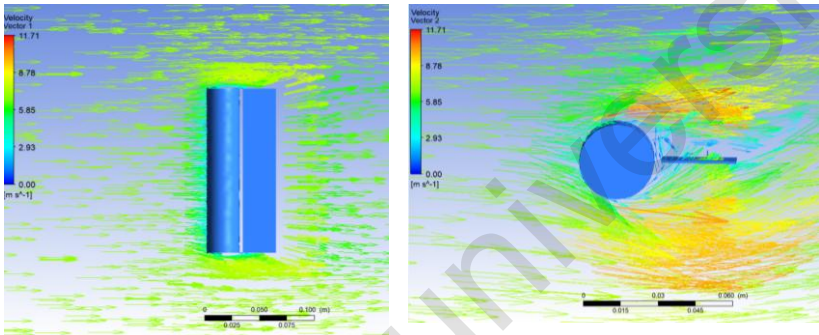 Velocity
Vector 1
11.71
8.78
5.85
2.93
0.00
[m s^-1]
0 0.050 0.100 (m)
0.025 0.075
Velocity
Vector 2
11.71
8.78
5.85
2.93
0.00
[m s^-1]
0 0.03 0.060 (m)
0.015 0.045
universi